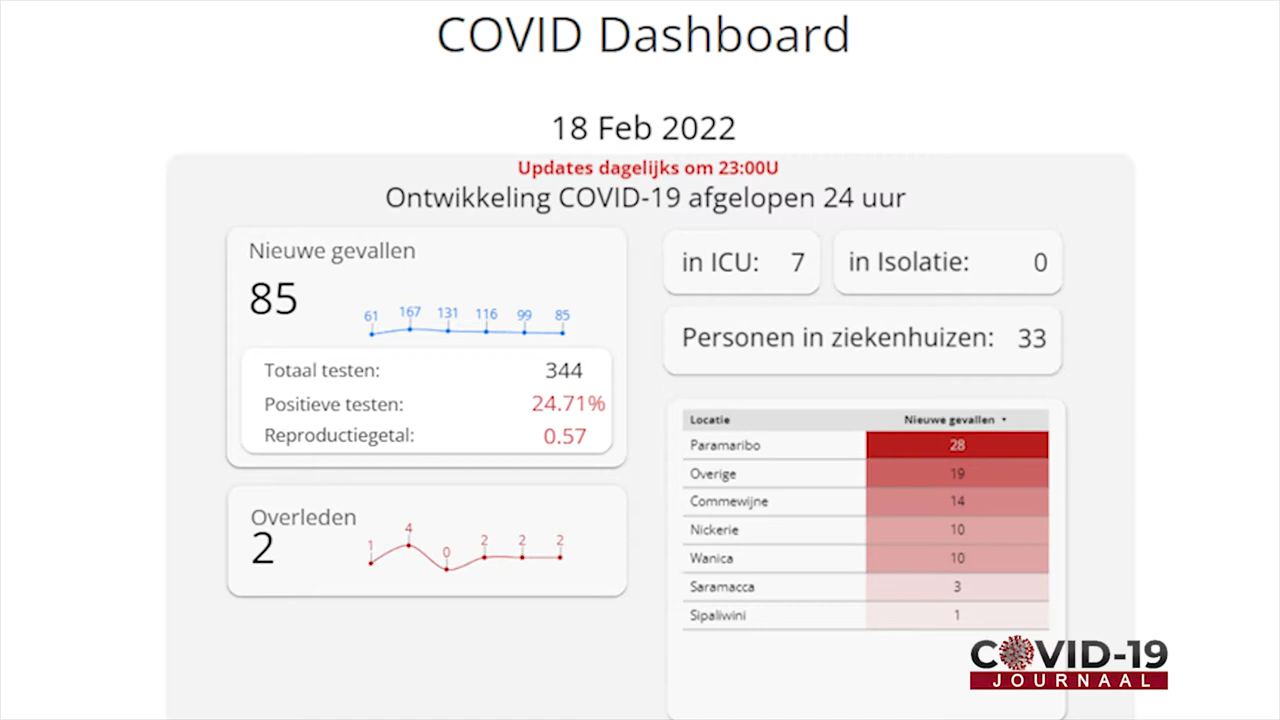 COVID Dashboard
18 Feb 2022
Updates dagelijks om 23:00U
Ontwikkeling COVID-19 afgelopen 24 uur
Nieuwe gevallen
85
61 167 131 116 99 85
Totaal testen: 344
Positieve testen: 24.71%
Reproductiegetal: 0.57
Overleden
2
1 4 0 2 2 2
in ICU: 7
in Isolatie: 0
Personen in ziekenhuizen: 33
Locatie Nieuwe gevallen
Paramaribo 28
Overige 19
Commewijne 14
Nickerie 10
Wanica 10
Saramacca 3
Sipaliwini 1
COVID-19
JOURNAAL